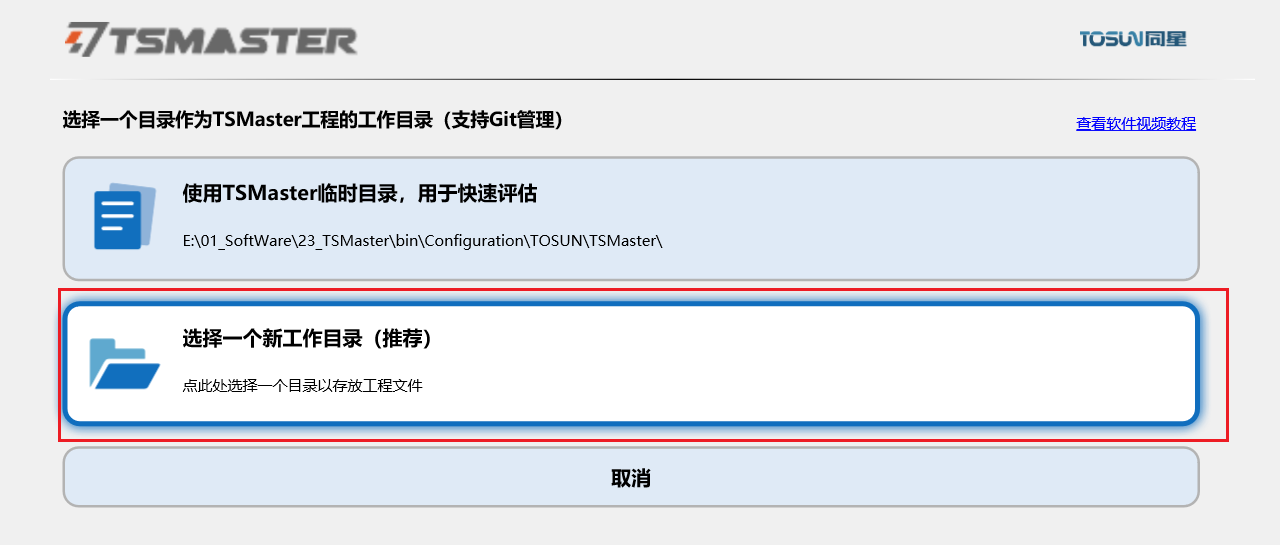 TSMASTER
TOSUN同星
选择一个目录作为TSMaster工程的工作目录（支持Git管理）
查看软件视频教程
使用TSMaster临时目录，用于快速评估
E:\01_SoftWare\23_TSMaster\bin\Configuration\TOSUN\TSMaster\
选择一个新工作目录（推荐）
点此处选择一个目录以存放工程文件
取消